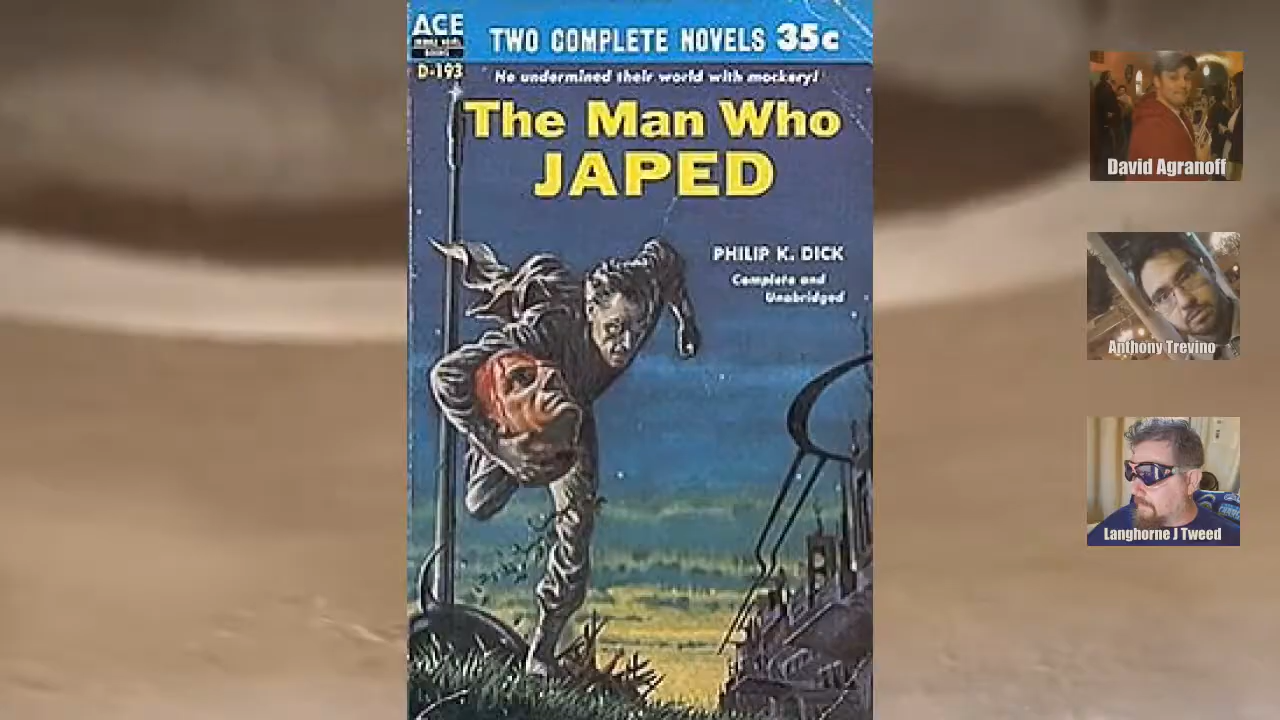 ACE
BOOKS
D-193
TWO COMPLETE NOVELS 35c
He undermined their world with mockery!
The Man Who
JAPED
PHILIP K. DICK
Complete and
Unabridged
David Agranoff
Anthony Trevino
Langhorne J Tweed